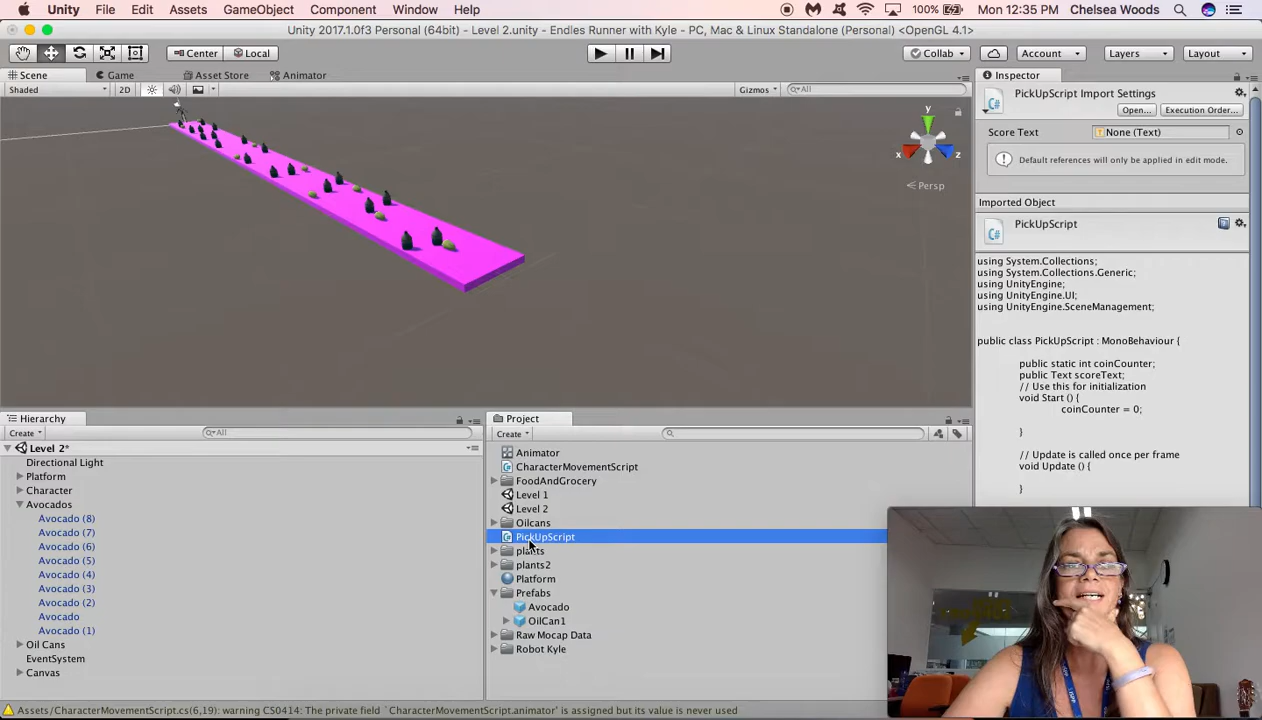 Unity File Edit Assets GameObject Component Window Help 100% Mon 12:35 PM Chelsea Woods
Unity 2017.1.0f3 Personal (64bit) - Level 2.unity - Endles Runner with Kyle - PC, Mac & Linux Standalone (Personal) <OpenGL 4.1>
Center Local Collab Account Layers Layout
Scene Game Asset Store Animator Inspector
Shaded 2D Gizmos All
PickUpScript Import Settings
Open... Execution Order...
Score Text None (Text)
Default references will only be applied in edit mode.
y
x z
Persp
Imported Object
C# PickUpScript
using System.Collections;
using System.Collections.Generic;
using UnityEngine;
using UnityEngine.UI;
using UnityEngine.SceneManagement;
public class PickUpScript : MonoBehaviour {
public static int coinCounter;
public Text scoreText;
// Use this for initialization
void Start () {
coinCounter = 0;
}
// Update is called once per frame
void Update () {
}
Hierarchy
Create All
Level 2*
Directional Light
Platform
Character
Avocados
Avocado (8)
Avocado (7)
Avocado (6)
Avocado (5)
Avocado (4)
Avocado (3)
Avocado (2)
Avocado
Avocado (1)
Oil Cans
EventSystem
Canvas
Project
Create
Animator
CharacterMovementScript
FoodAndGrocery
Level 1
Level 2
Oilcans
PickUpScript
plants
plants2
Platform
Prefabs
Avocado
OilCan1
Raw Mocap Data
Robot Kyle
Assets/CharacterMovementScript.cs(6,19): warning CS0414: The private field `CharacterMovementScript.animator' is assigned but its value is never used